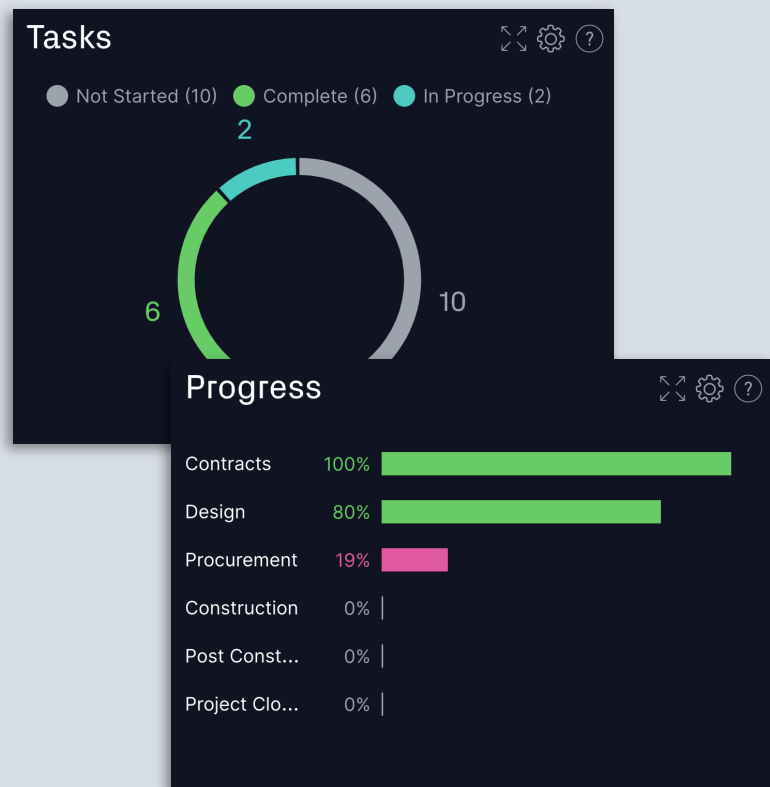 Tasks
?
Not Started (10) Complete (6) In Progress (2)
2
6
10
Progress
?
Contracts 100%
Design 80%
Procurement 19%
Construction 0%
Post Const... 0%
Project Clo... 0%